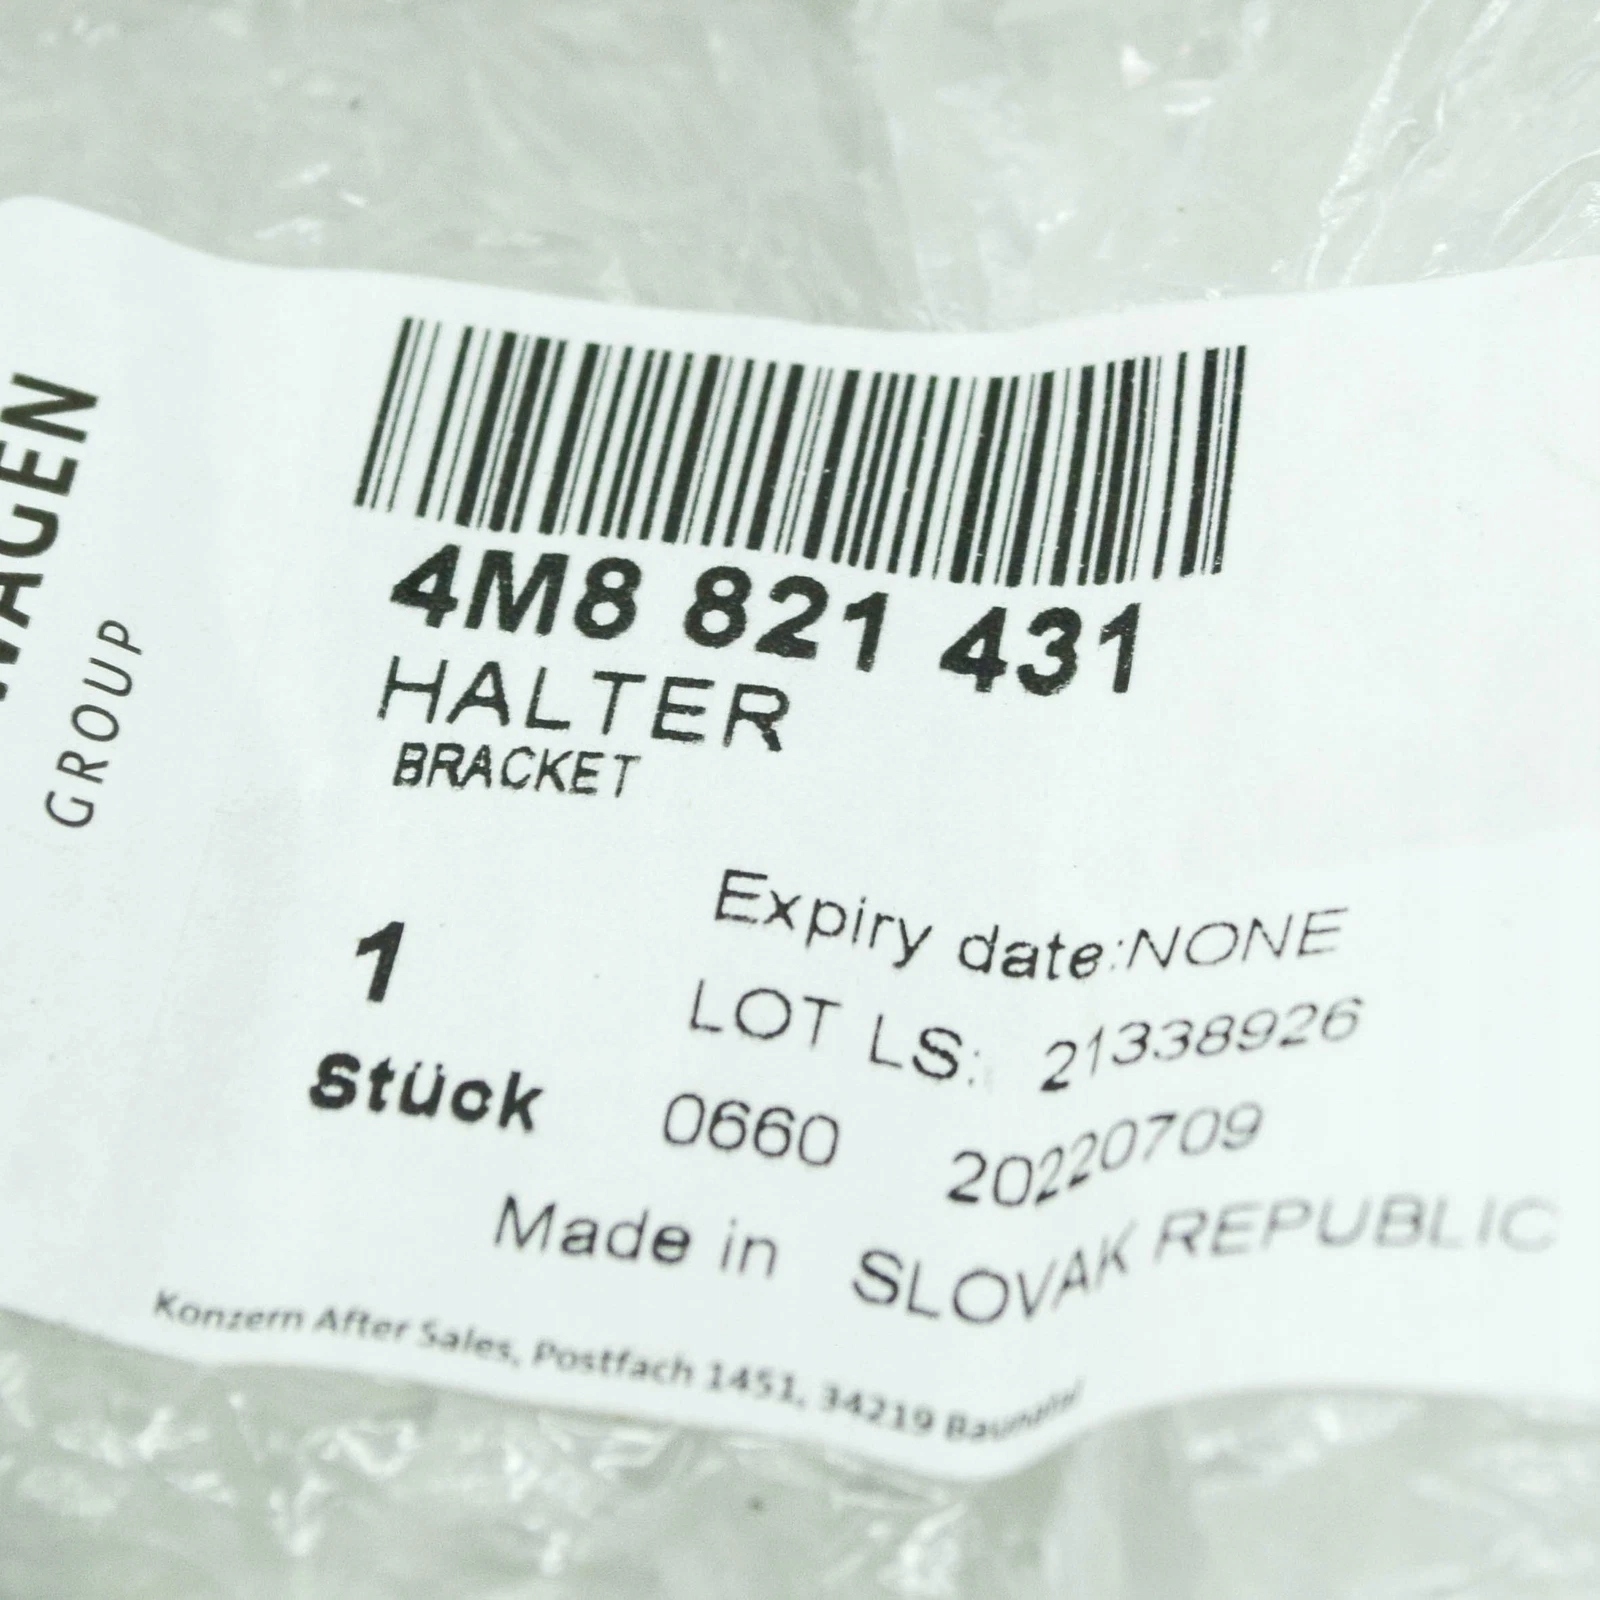 WAGEN
GROUP
4M8 821 431
HALTER
BRACKET
Expiry date:NONE
1
LOT LS: 21338926
stück
0660 20220709
Made in SLOVAK REPUBLIC
Konzern After Sales, Postfach 1451, 34219 Baunatal